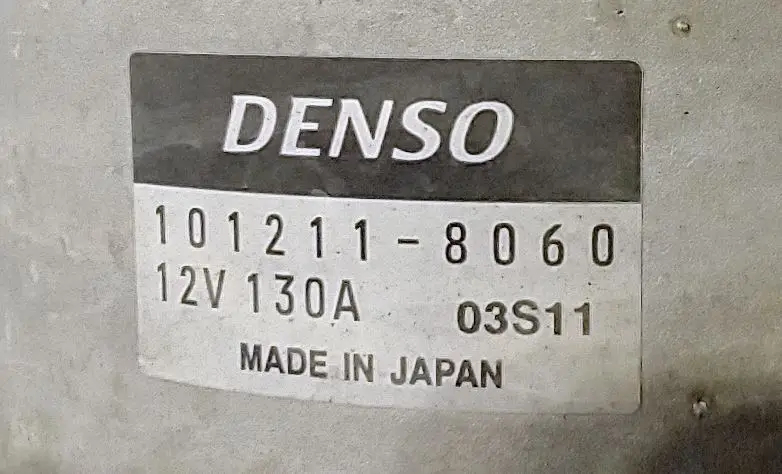 DENSO
101211-8060
12V 130A 03S11
MADE IN JAPAN